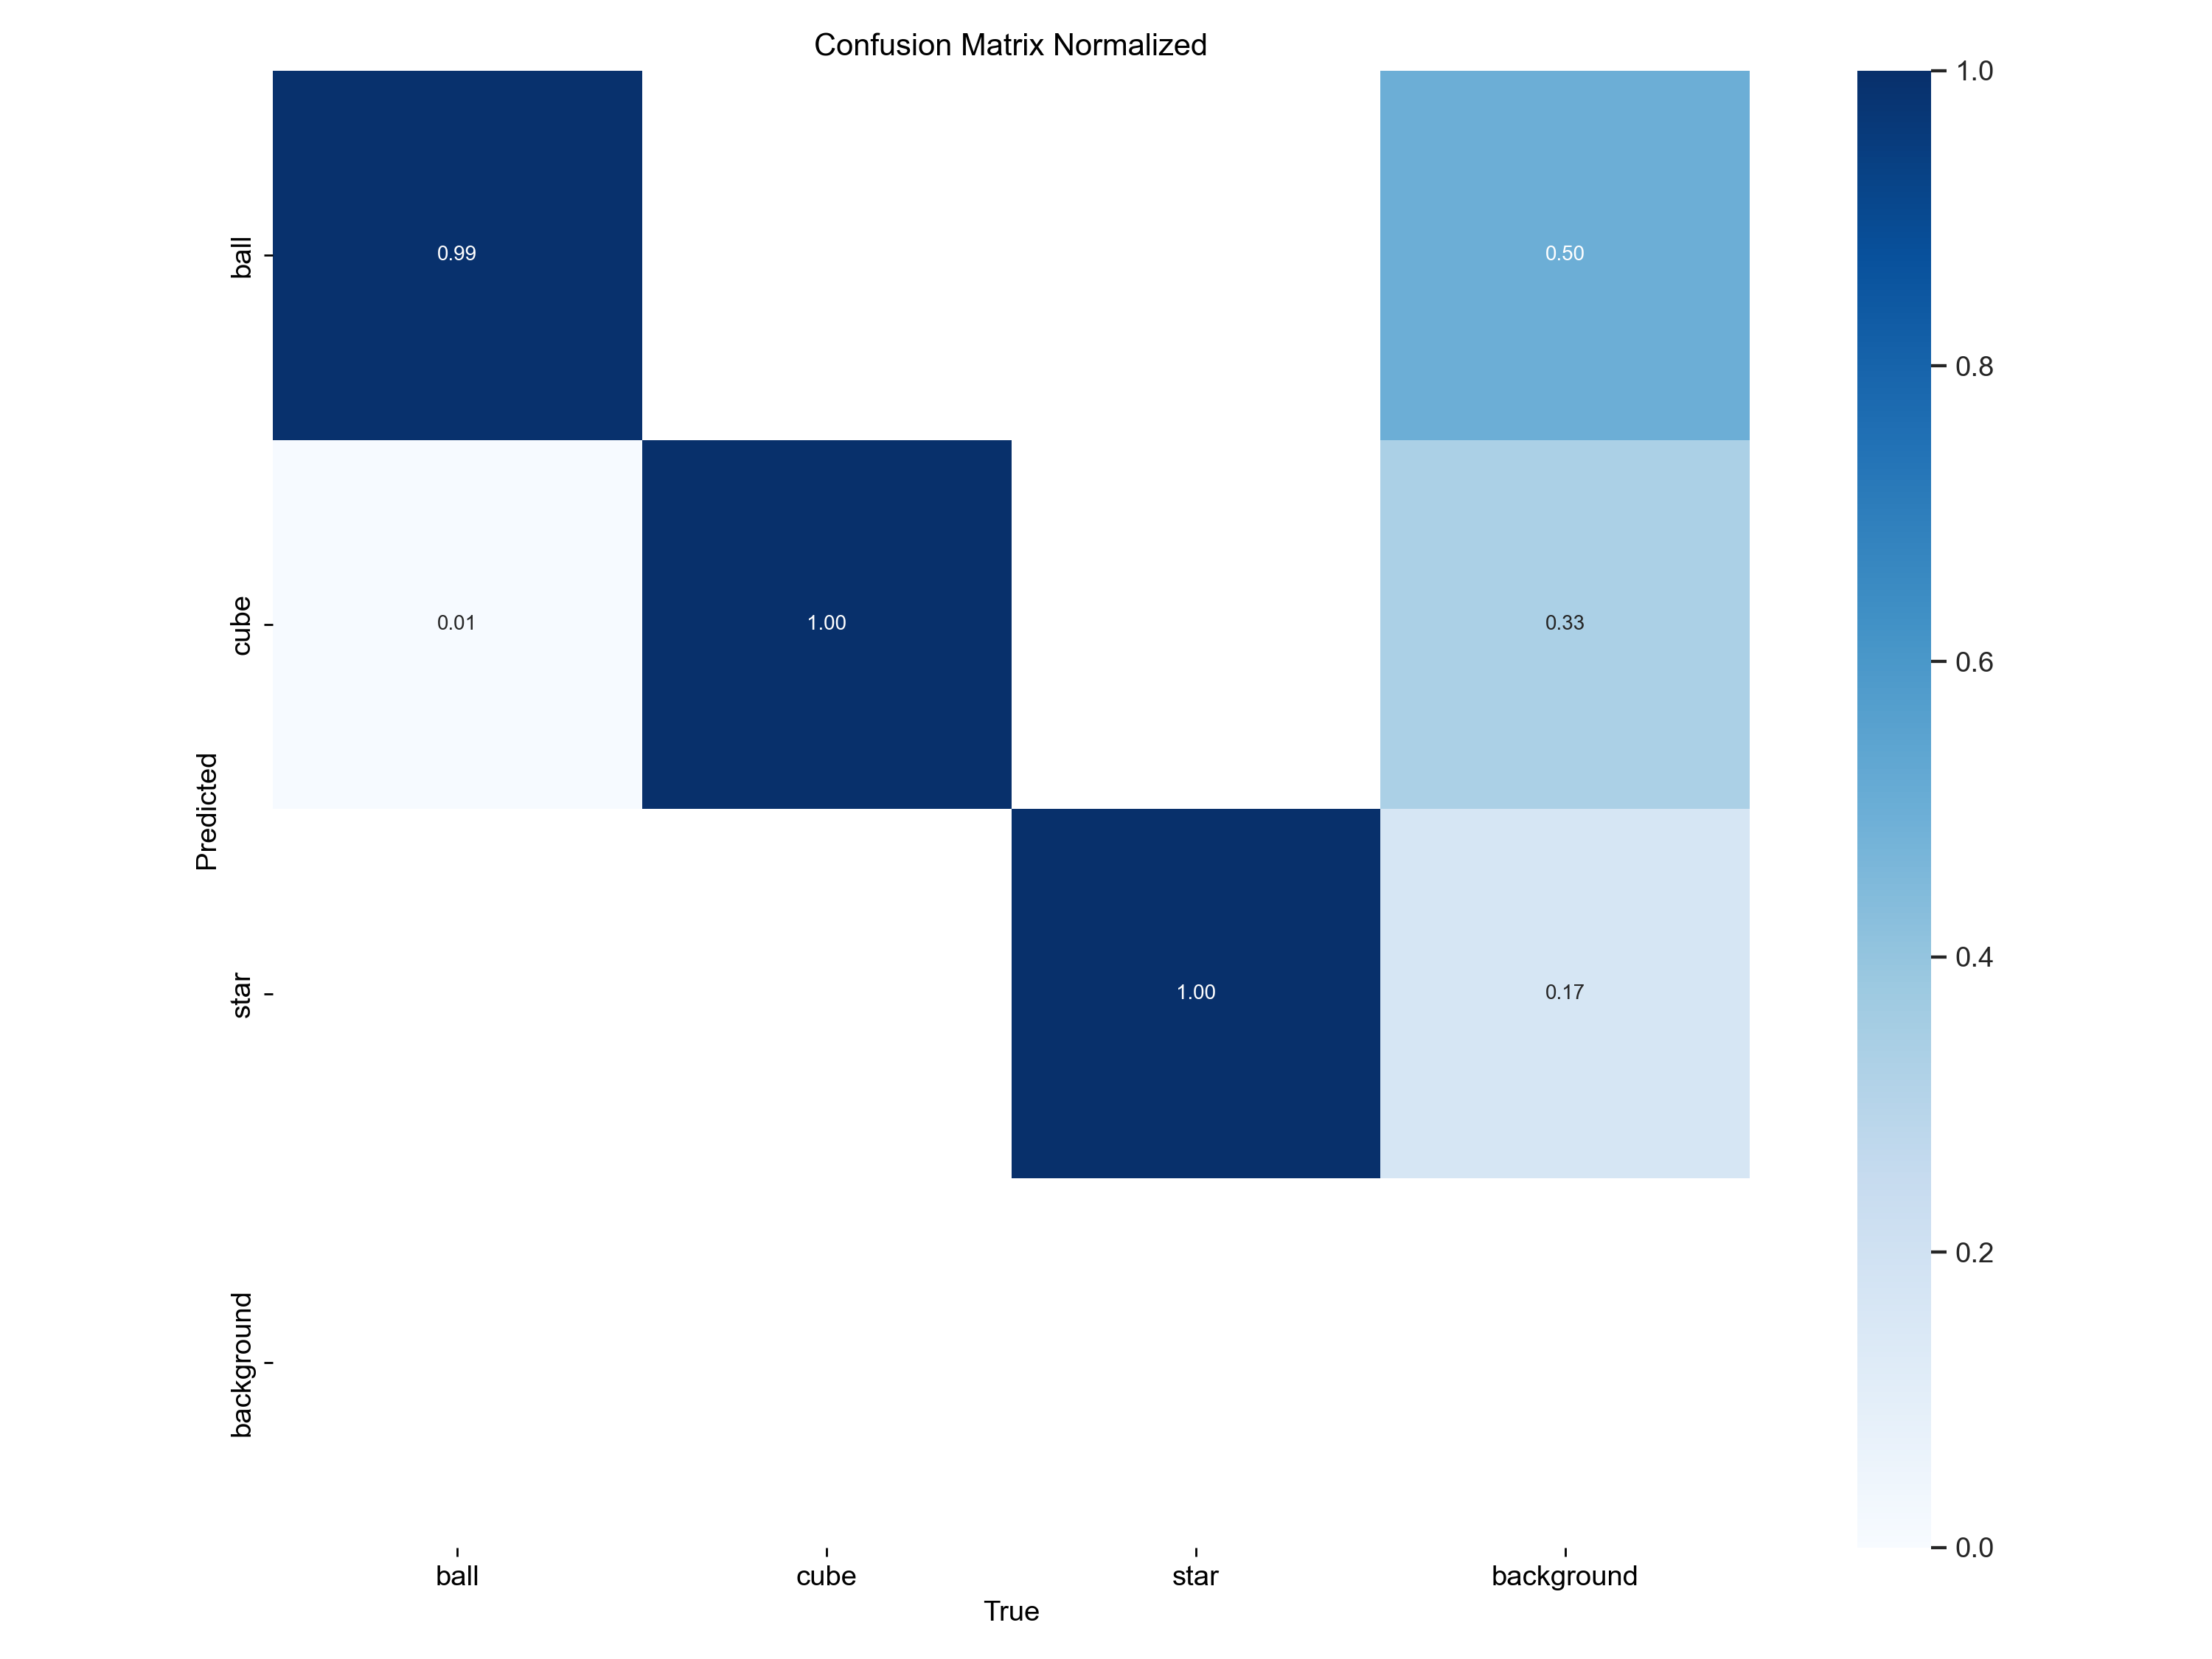 Confusion Matrix Normalized
1.0
ball
0.99
0.50
0.8
cube
0.01
1.00
0.33
0.6
Predicted
star
1.00
0.17
0.4
background
0.2
0.0
ball
cube
star
background
True